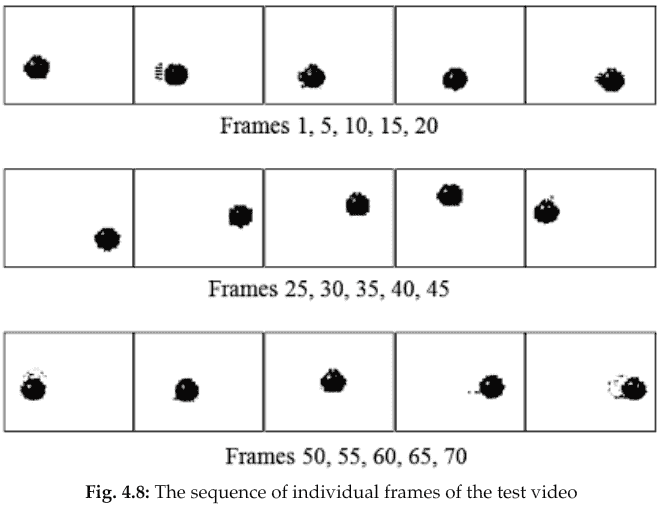 Frames 1, 5, 10, 15, 20
Frames 25, 30, 35, 40, 45
Frames 50, 55, 60, 65, 70
Fig. 4.8: The sequence of individual frames of the test video